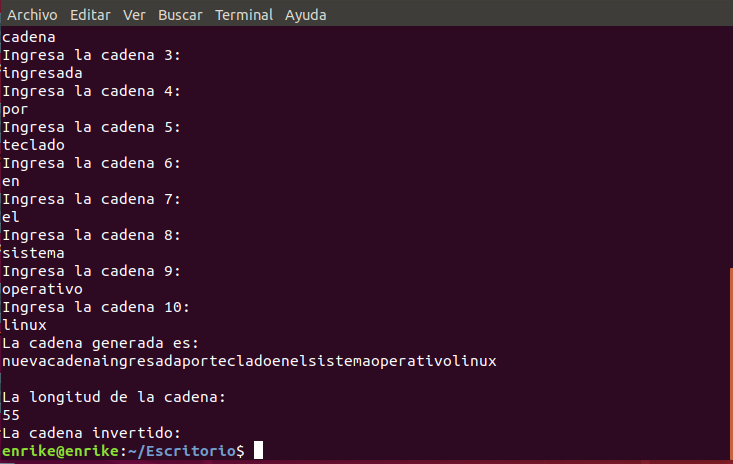 Archivo Editar Ver Buscar Terminal Ayuda
cadena
Ingresa la cadena 3:
ingresada
Ingresa la cadena 4:
por
Ingresa la cadena 5:
teclado
Ingresa la cadena 6:
en
Ingresa la cadena 7:
el
Ingresa la cadena 8:
sistema
Ingresa la cadena 9:
operativo
Ingresa la cadena 10:
linux
La cadena generada es:
nuevacadenaingresadaportecladoenelsistemaoperativolinux
La longitud de la cadena:
55
La cadena invertido:
enrike@enrike:~/Escritorio$